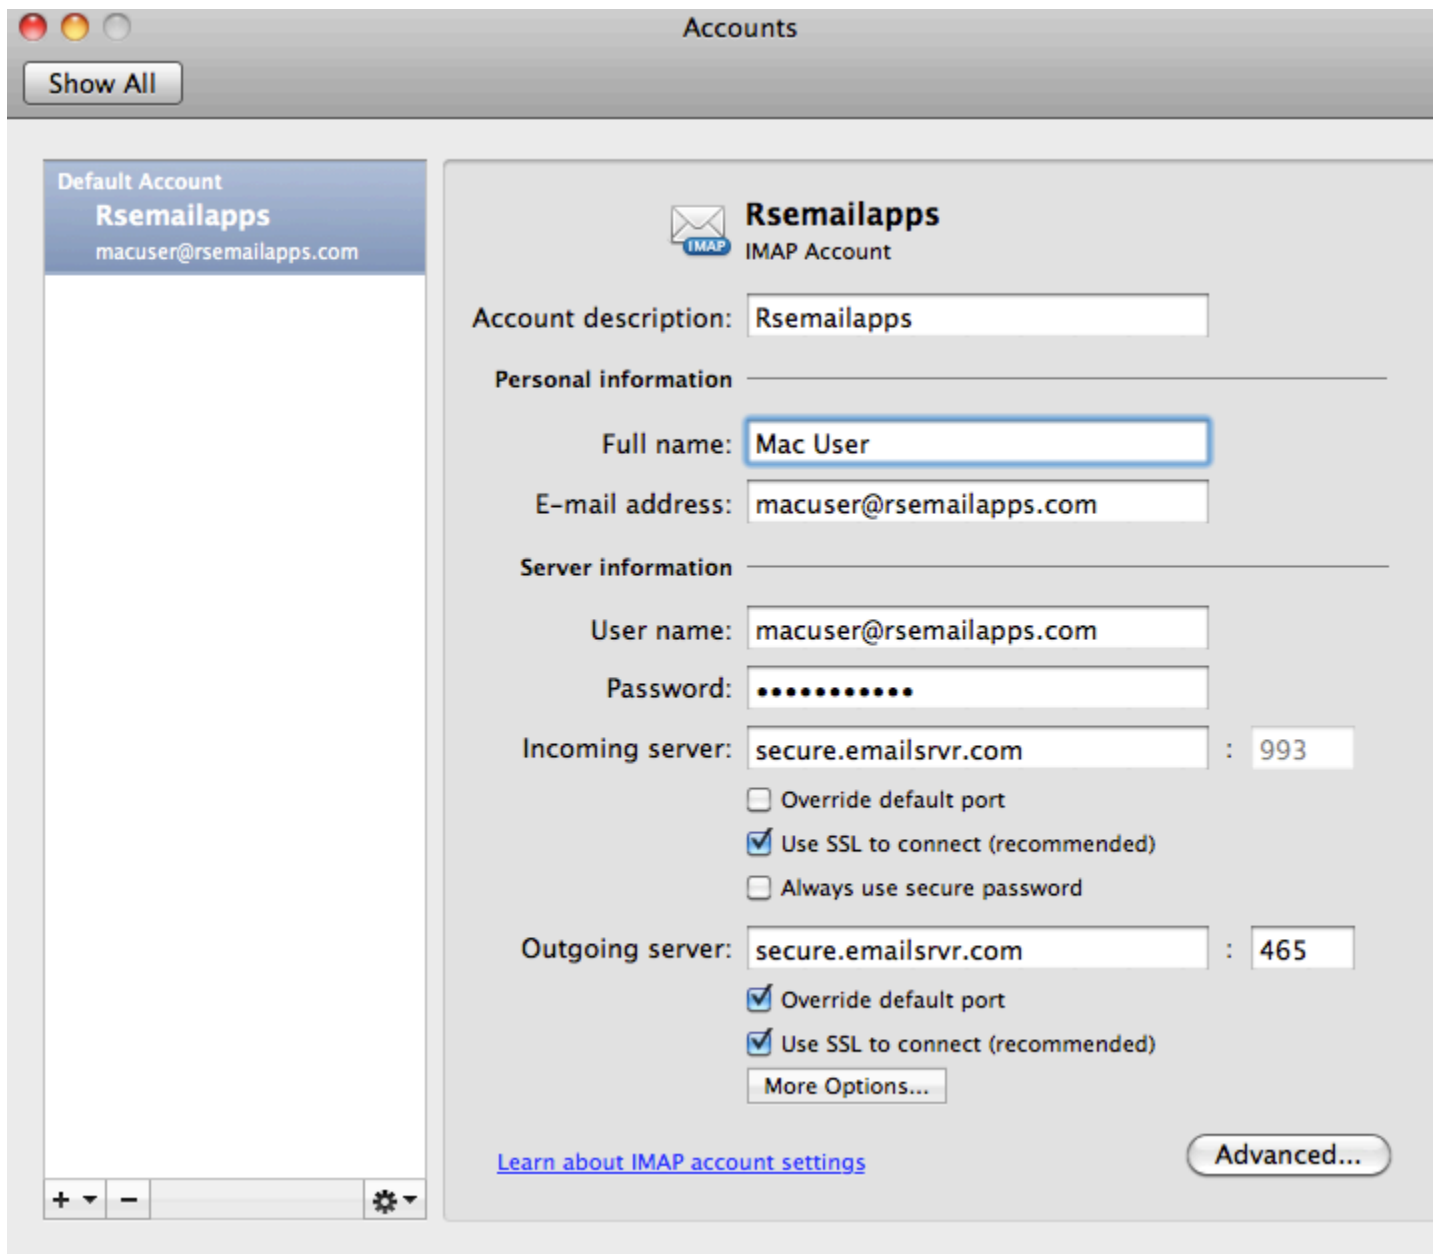 Accounts
Show All
Default Account
Rsemailapps
macuser@rsemailapps.com
IMAP
Rsemailapps
IMAP Account
Account description: Rsemailapps
Personal information
Full name: Mac User
E-mail address: macuser@rsemailapps.com
Server information
User name: macuser@rsemailapps.com
Password: •••••••••••
Incoming server: secure.emailsrvr.com : 993
Override default port
Use SSL to connect (recommended)
Always use secure password
Outgoing server: secure.emailsrvr.com : 465
Override default port
Use SSL to connect (recommended)
More Options...
Learn about IMAP account settings
Advanced...